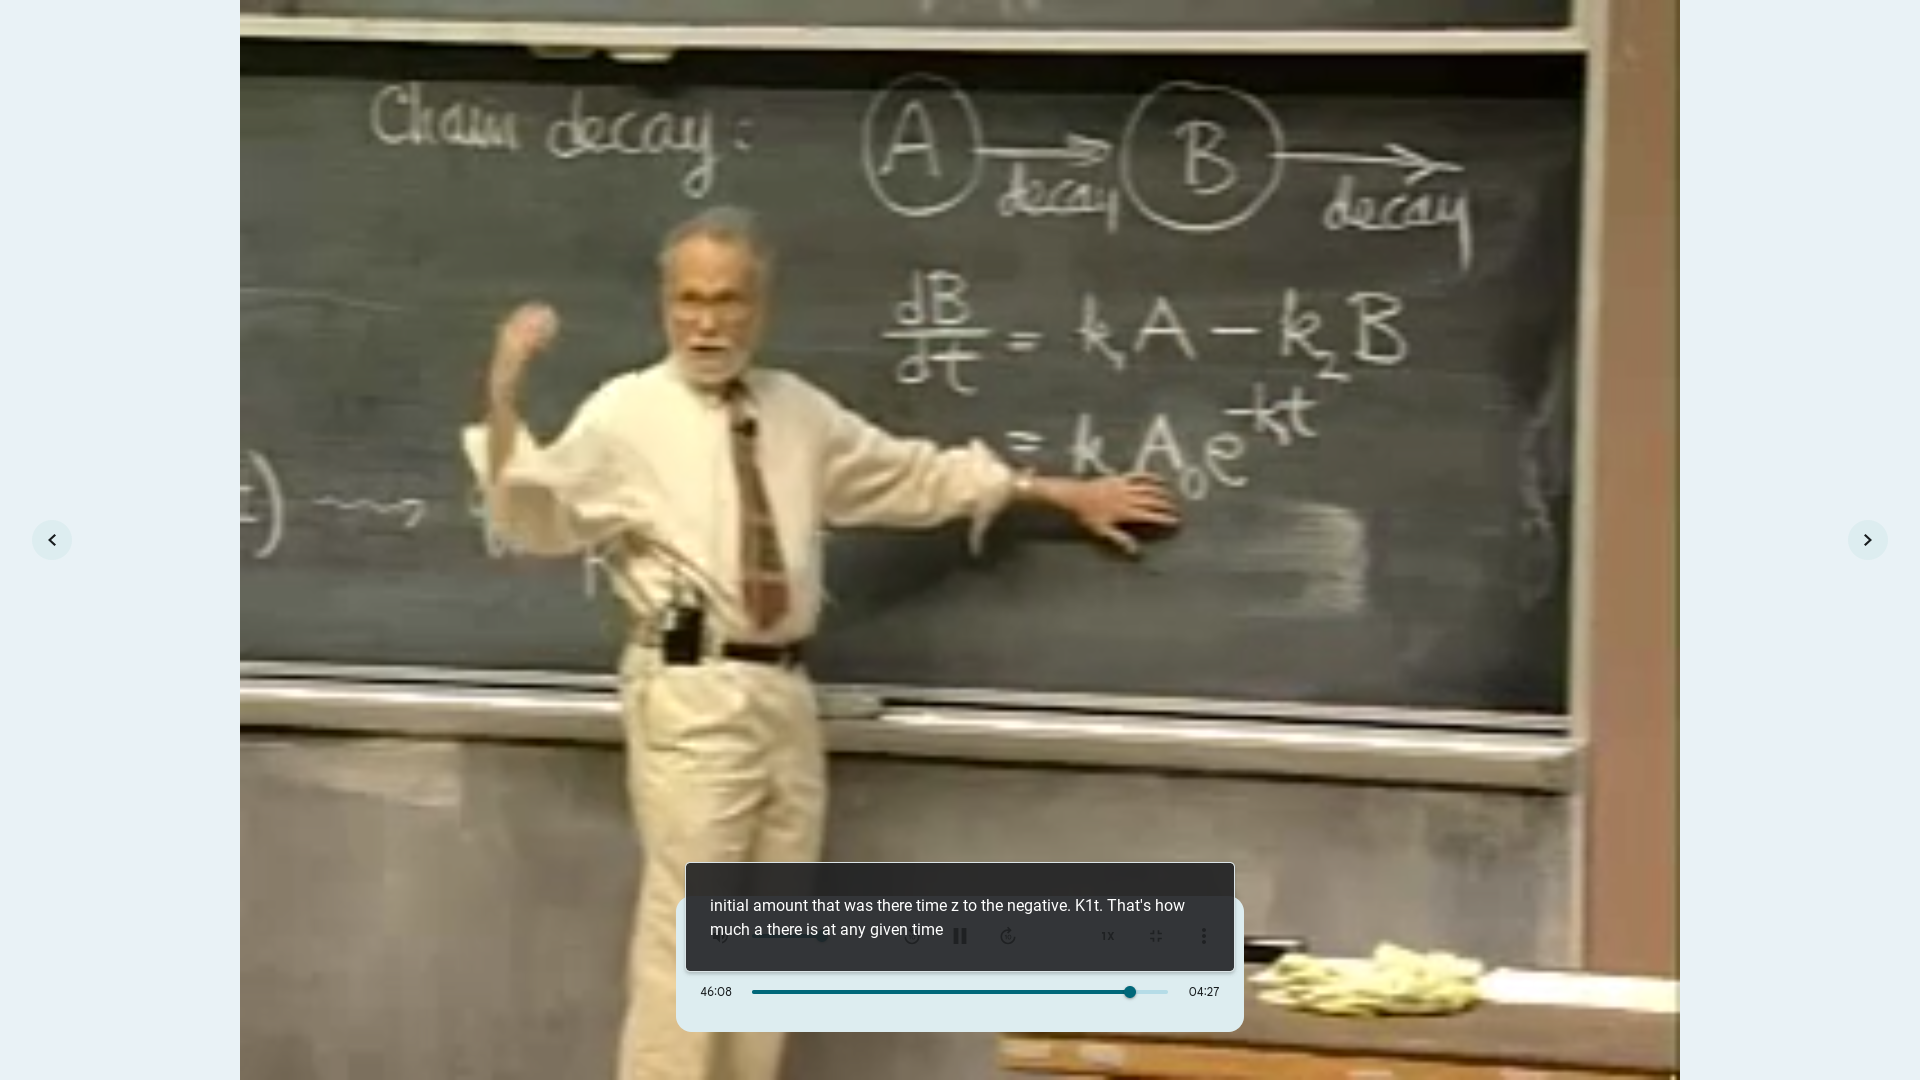 Chain decay: A decay B decay
dB/dt = k₁A - k₂B
= k₁A₀e^-k₁t
initial amount that was there time z to the negative. K1t. That's how
much a there is at any given time
1X
46:08
04:27